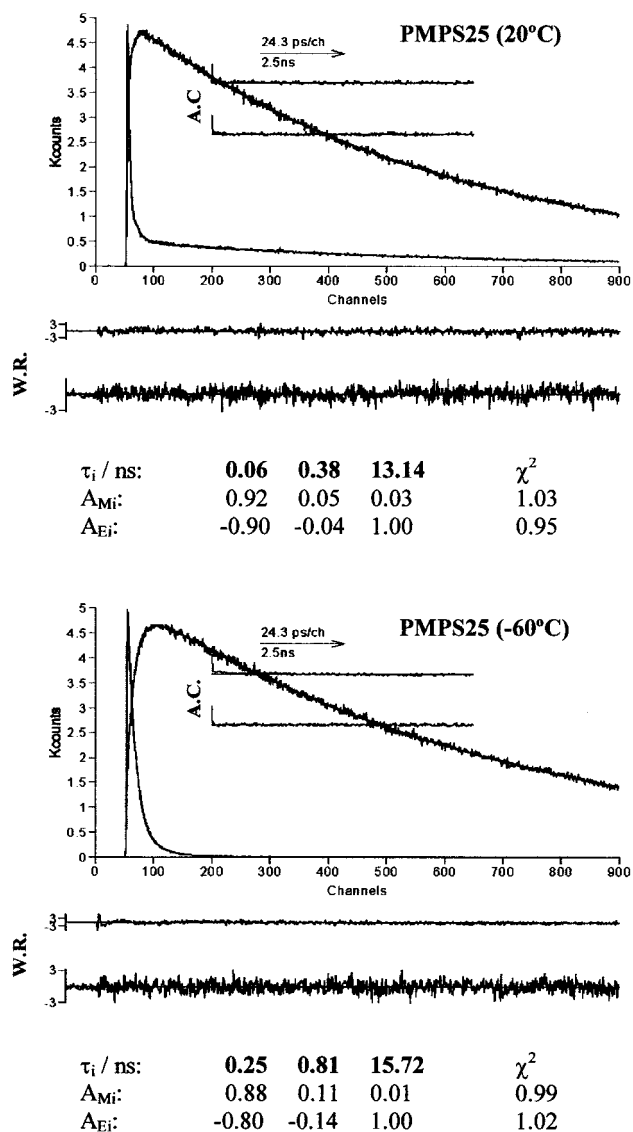 PMPS25 (20ºC)
24.3 ps/ch
2.5ns
A.C
Kcounts
5
4.5
4
3.5
3
2.5
2
1.5
1
0.5
0
0 100 200 300 400 500 600 700 800 900
Channels
W.R.
3
-3
-3
τi / ns: 0.06 0.38 13.14 χ2
AMi: 0.92 0.05 0.03 1.03
AEi: -0.90 -0.04 1.00 0.95
PMPS25 (-60ºC)
24.3 ps/ch
2.5ns
A.C.
Kcounts
5
4.5
4
3.5
3
2.5
2
1.5
1
0.5
0
0 100 200 300 400 500 600 700 800 900
Channels
W.R.
3
-3
3
-3
τi / ns: 0.25 0.81 15.72 χ2
AMi: 0.88 0.11 0.01 0.99
AEi: -0.80 -0.14 1.00 1.02